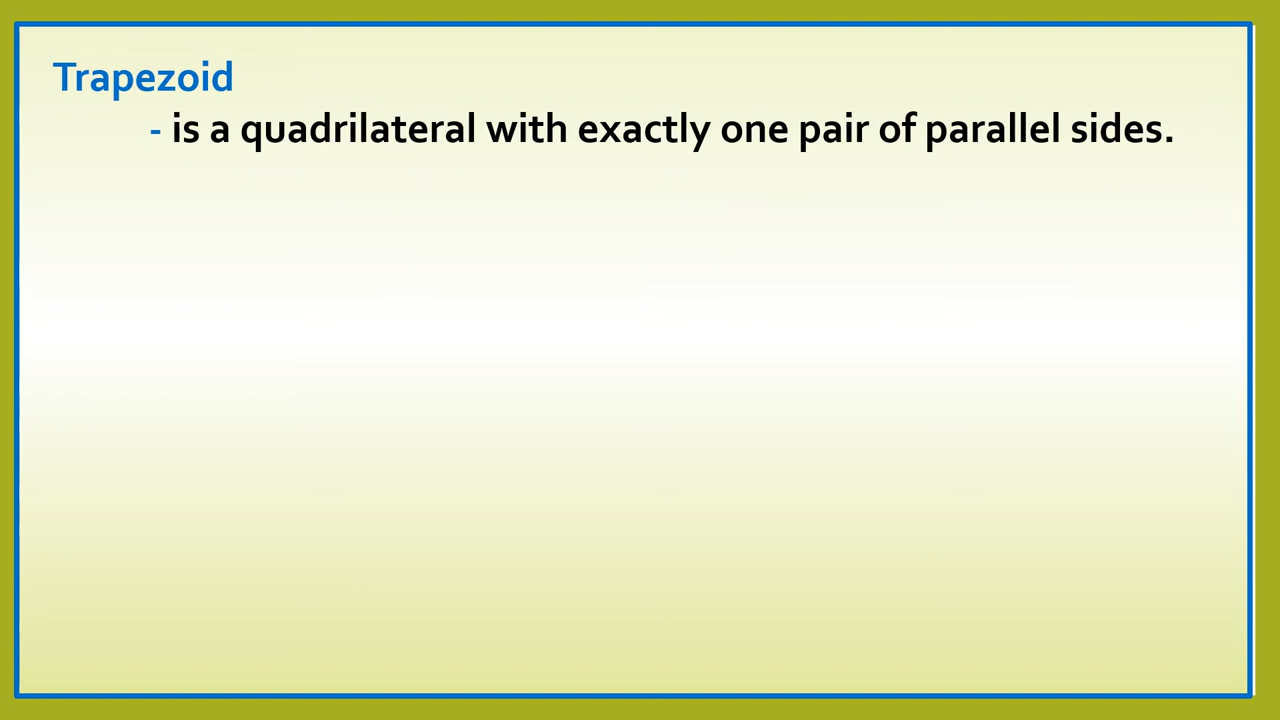 Trapezoid
- is a quadrilateral with exactly one pair of parallel sides.